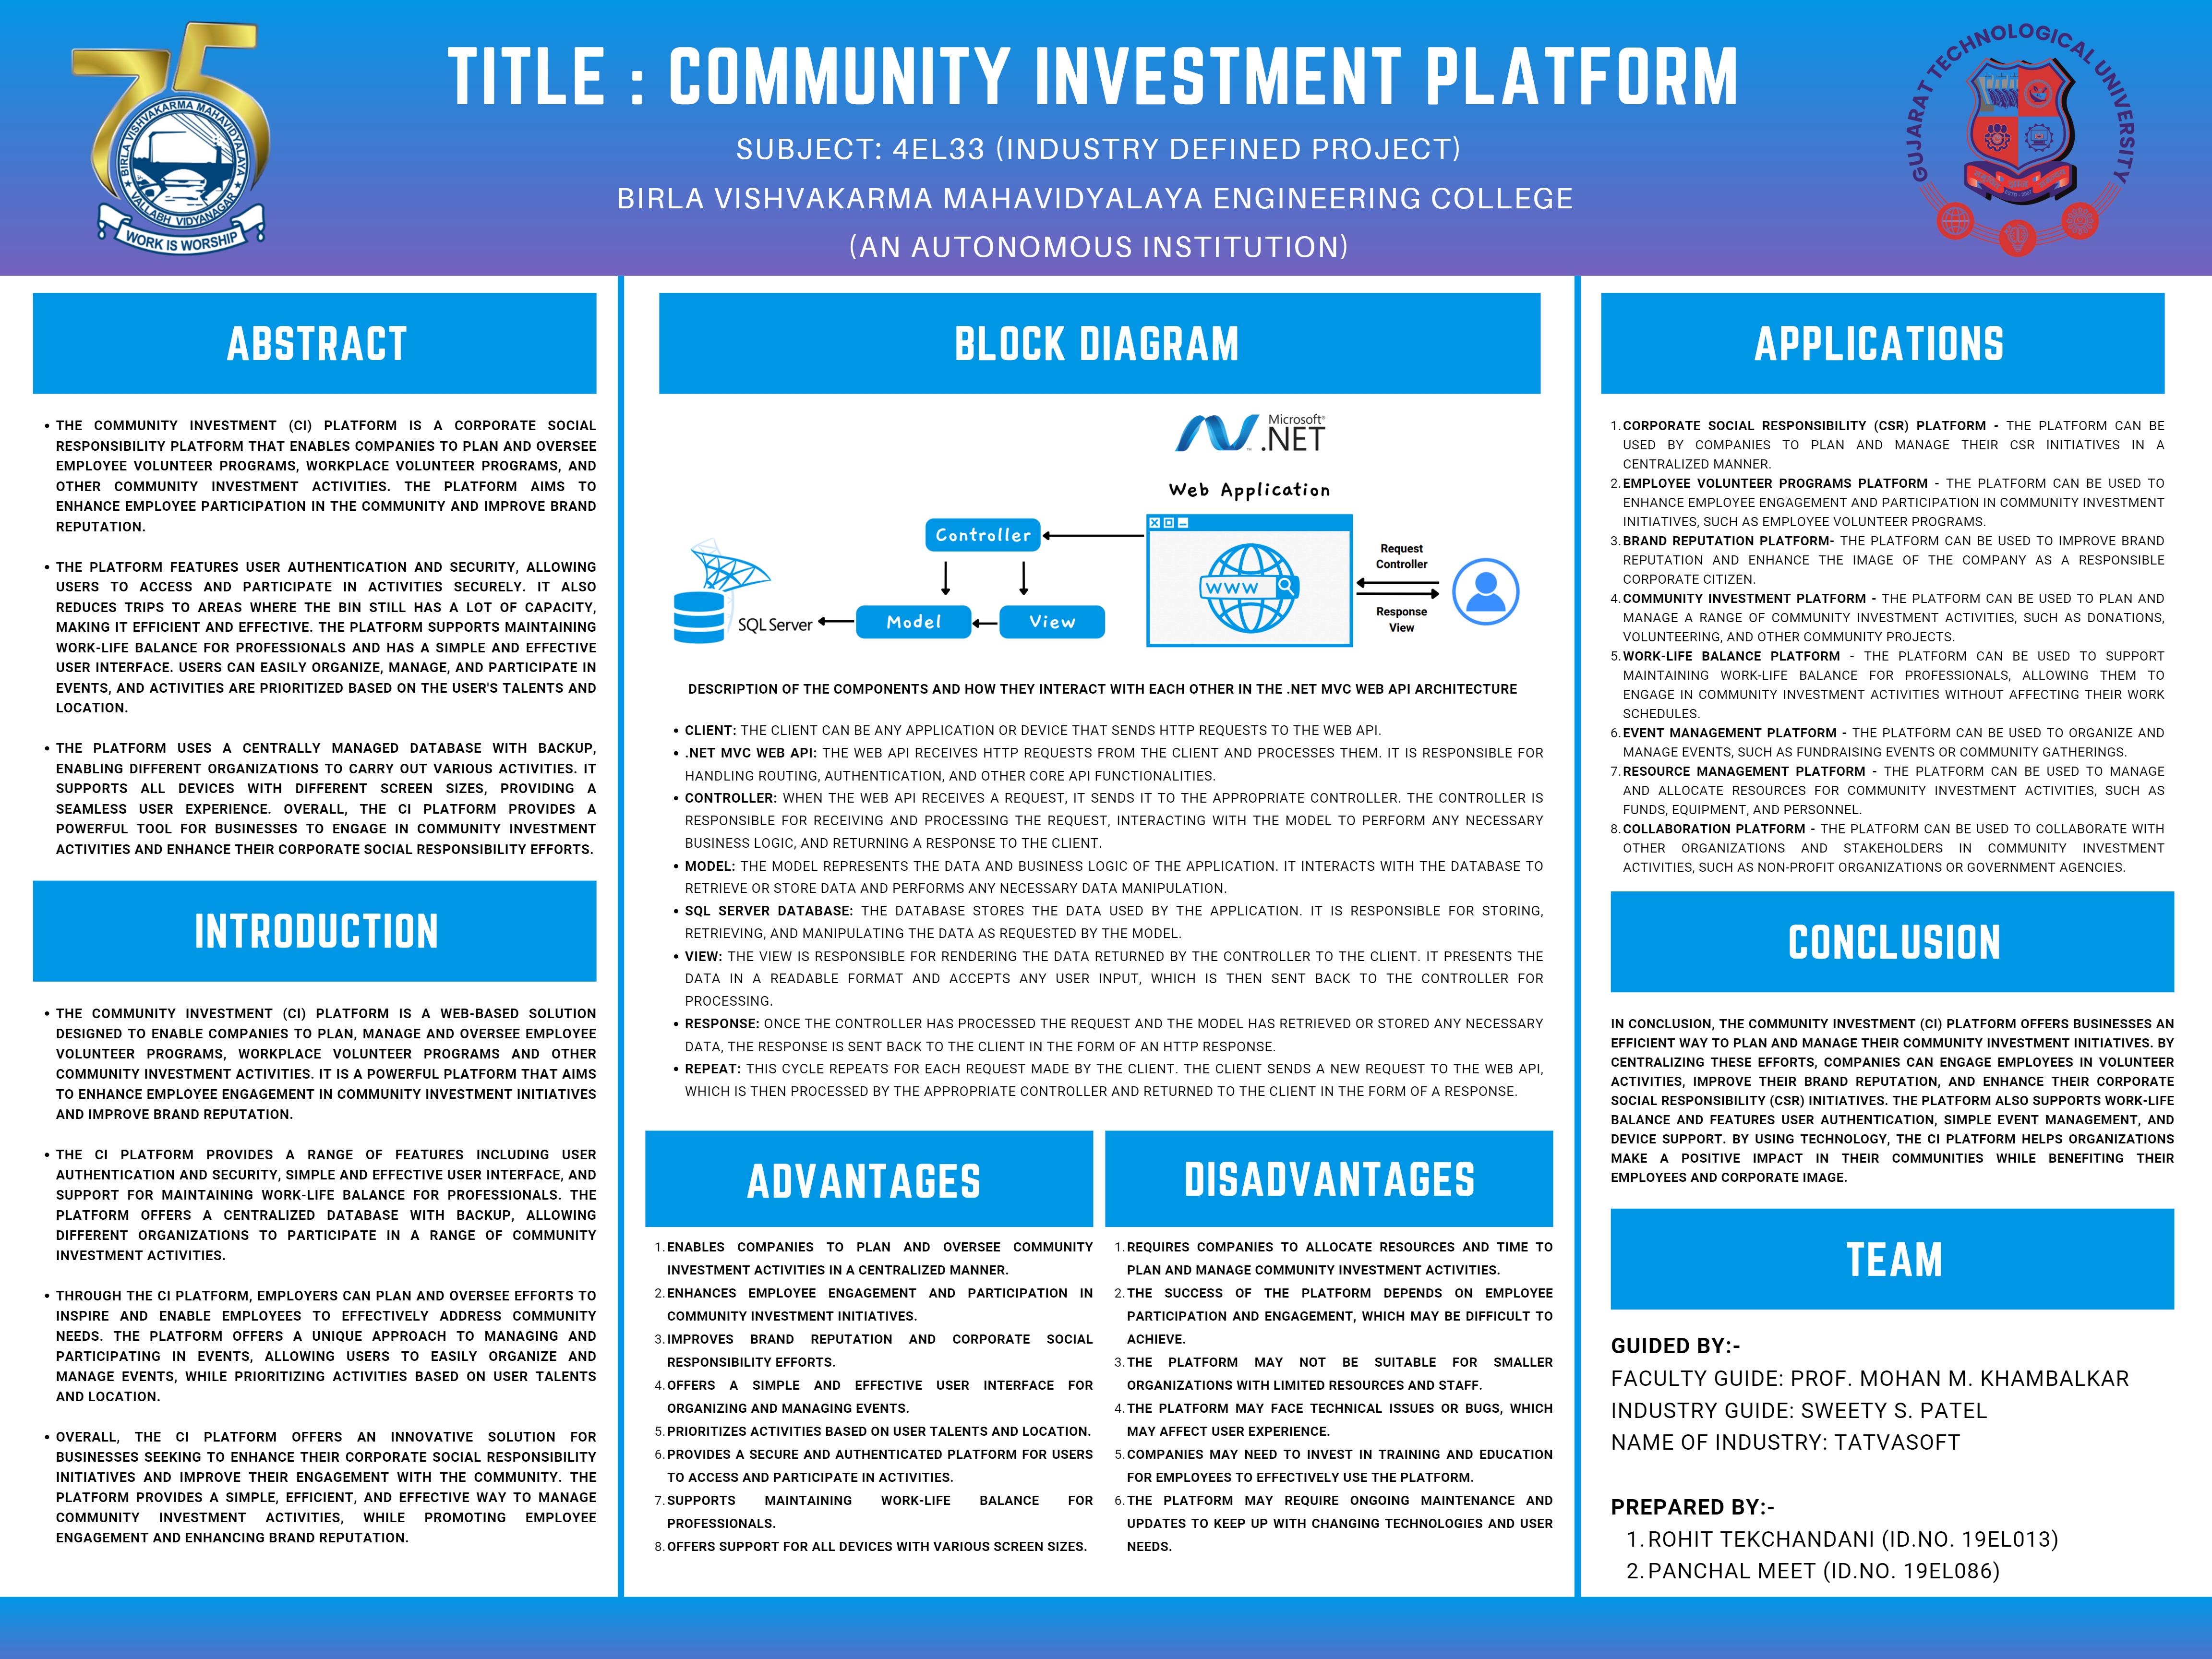 75
BIRLA VISHVAKARMA MAHAVIDYALAYA
VALLABH VIDYANAGAR
WORK IS WORSHIP
TITLE : COMMUNITY INVESTMENT PLATFORM
SUBJECT: 4EL33 (INDUSTRY DEFINED PROJECT)
BIRLA VISHVAKARMA MAHAVIDYALAYA ENGINEERING COLLEGE
(AN AUTONOMOUS INSTITUTION)
GUJARAT TECHNOLOGICAL UNIVERSITY
ABSTRACT
• THE COMMUNITY INVESTMENT (CI) PLATFORM IS A CORPORATE SOCIAL
RESPONSIBILITY PLATFORM THAT ENABLES COMPANIES TO PLAN AND OVERSEE
EMPLOYEE VOLUNTEER PROGRAMS, WORKPLACE VOLUNTEER PROGRAMS, AND
OTHER COMMUNITY INVESTMENT ACTIVITIES. THE PLATFORM AIMS TO
ENHANCE EMPLOYEE PARTICIPATION IN THE COMMUNITY AND IMPROVE BRAND
REPUTATION.
• THE PLATFORM FEATURES USER AUTHENTICATION AND SECURITY, ALLOWING
USERS TO ACCESS AND PARTICIPATE IN ACTIVITIES SECURELY. IT ALSO
REDUCES TRIPS TO AREAS WHERE THE BIN STILL HAS A LOT OF CAPACITY,
MAKING IT EFFICIENT AND EFFECTIVE. THE PLATFORM SUPPORTS MAINTAINING
WORK-LIFE BALANCE FOR PROFESSIONALS AND HAS A SIMPLE AND EFFECTIVE
USER INTERFACE. USERS CAN EASILY ORGANIZE, MANAGE, AND PARTICIPATE IN
EVENTS, AND ACTIVITIES ARE PRIORITIZED BASED ON THE USER'S TALENTS AND
LOCATION.
• THE PLATFORM USES A CENTRALLY MANAGED DATABASE WITH BACKUP,
ENABLING DIFFERENT ORGANIZATIONS TO CARRY OUT VARIOUS ACTIVITIES. IT
SUPPORTS ALL DEVICES WITH DIFFERENT SCREEN SIZES, PROVIDING A
SEAMLESS USER EXPERIENCE. OVERALL, THE CI PLATFORM PROVIDES A
POWERFUL TOOL FOR BUSINESSES TO ENGAGE IN COMMUNITY INVESTMENT
ACTIVITIES AND ENHANCE THEIR CORPORATE SOCIAL RESPONSIBILITY EFFORTS.
INTRODUCTION
• THE COMMUNITY INVESTMENT (CI) PLATFORM IS A WEB-BASED SOLUTION
DESIGNED TO ENABLE COMPANIES TO PLAN, MANAGE AND OVERSEE EMPLOYEE
VOLUNTEER PROGRAMS, WORKPLACE VOLUNTEER PROGRAMS AND OTHER
COMMUNITY INVESTMENT ACTIVITIES. IT IS A POWERFUL PLATFORM THAT AIMS
TO ENHANCE EMPLOYEE ENGAGEMENT IN COMMUNITY INVESTMENT INITIATIVES
AND IMPROVE BRAND REPUTATION.
• THE CI PLATFORM PROVIDES A RANGE OF FEATURES INCLUDING USER
AUTHENTICATION AND SECURITY, SIMPLE AND EFFECTIVE USER INTERFACE, AND
SUPPORT FOR MAINTAINING WORK-LIFE BALANCE FOR PROFESSIONALS. THE
PLATFORM OFFERS A CENTRALIZED DATABASE WITH BACKUP, ALLOWING
DIFFERENT ORGANIZATIONS TO PARTICIPATE IN A RANGE OF COMMUNITY
INVESTMENT ACTIVITIES.
• THROUGH THE CI PLATFORM, EMPLOYERS CAN PLAN AND OVERSEE EFFORTS TO
INSPIRE AND ENABLE EMPLOYEES TO EFFECTIVELY ADDRESS COMMUNITY
NEEDS. THE PLATFORM OFFERS A UNIQUE APPROACH TO MANAGING AND
PARTICIPATING IN EVENTS, ALLOWING USERS TO EASILY ORGANIZE AND
MANAGE EVENTS, WHILE PRIORITIZING ACTIVITIES BASED ON USER TALENTS
AND LOCATION.
• OVERALL, THE CI PLATFORM OFFERS AN INNOVATIVE SOLUTION FOR
BUSINESSES SEEKING TO ENHANCE THEIR CORPORATE SOCIAL RESPONSIBILITY
INITIATIVES AND IMPROVE THEIR ENGAGEMENT WITH THE COMMUNITY. THE
PLATFORM PROVIDES A SIMPLE, EFFICIENT, AND EFFECTIVE WAY TO MANAGE
COMMUNITY INVESTMENT ACTIVITIES, WHILE PROMOTING EMPLOYEE
ENGAGEMENT AND ENHANCING BRAND REPUTATION.
BLOCK DIAGRAM
Microsoft®
.NET
Web Application
Controller
Request
Controller
WWW
Response
View
SQL Server
Model
View
DESCRIPTION OF THE COMPONENTS AND HOW THEY INTERACT WITH EACH OTHER IN THE .NET MVC WEB API ARCHITECTURE
• CLIENT: THE CLIENT CAN BE ANY APPLICATION OR DEVICE THAT SENDS HTTP REQUESTS TO THE WEB API.
• .NET MVC WEB API: THE WEB API RECEIVES HTTP REQUESTS FROM THE CLIENT AND PROCESSES THEM. IT IS RESPONSIBLE FOR
HANDLING ROUTING, AUTHENTICATION, AND OTHER CORE API FUNCTIONALITIES.
• CONTROLLER: WHEN THE WEB API RECEIVES A REQUEST, IT SENDS IT TO THE APPROPRIATE CONTROLLER. THE CONTROLLER IS
RESPONSIBLE FOR RECEIVING AND PROCESSING THE REQUEST, INTERACTING WITH THE MODEL TO PERFORM ANY NECESSARY
BUSINESS LOGIC, AND RETURNING A RESPONSE TO THE CLIENT.
• MODEL: THE MODEL REPRESENTS THE DATA AND BUSINESS LOGIC OF THE APPLICATION. IT INTERACTS WITH THE DATABASE TO
RETRIEVE OR STORE DATA AND PERFORMS ANY NECESSARY DATA MANIPULATION.
• SQL SERVER DATABASE: THE DATABASE STORES THE DATA USED BY THE APPLICATION. IT IS RESPONSIBLE FOR STORING,
RETRIEVING, AND MANIPULATING THE DATA AS REQUESTED BY THE MODEL.
• VIEW: THE VIEW IS RESPONSIBLE FOR RENDERING THE DATA RETURNED BY THE CONTROLLER TO THE CLIENT. IT PRESENTS THE
DATA IN A READABLE FORMAT AND ACCEPTS ANY USER INPUT, WHICH IS THEN SENT BACK TO THE CONTROLLER FOR
PROCESSING.
• RESPONSE: ONCE THE CONTROLLER HAS PROCESSED THE REQUEST AND THE MODEL HAS RETRIEVED OR STORED ANY NECESSARY
DATA, THE RESPONSE IS SENT BACK TO THE CLIENT IN THE FORM OF AN HTTP RESPONSE.
• REPEAT: THIS CYCLE REPEATS FOR EACH REQUEST MADE BY THE CLIENT. THE CLIENT SENDS A NEW REQUEST TO THE WEB API,
WHICH IS THEN PROCESSED BY THE APPROPRIATE CONTROLLER AND RETURNED TO THE CLIENT IN THE FORM OF A RESPONSE.
ADVANTAGES
1. ENABLES COMPANIES TO PLAN AND OVERSEE COMMUNITY
INVESTMENT ACTIVITIES IN A CENTRALIZED MANNER.
2. ENHANCES EMPLOYEE ENGAGEMENT AND PARTICIPATION IN
COMMUNITY INVESTMENT INITIATIVES.
3. IMPROVES BRAND REPUTATION AND CORPORATE SOCIAL
RESPONSIBILITY EFFORTS.
4. OFFERS A SIMPLE AND EFFECTIVE USER INTERFACE FOR
ORGANIZING AND MANAGING EVENTS.
5. PRIORITIZES ACTIVITIES BASED ON USER TALENTS AND LOCATION.
6. PROVIDES A SECURE AND AUTHENTICATED PLATFORM FOR USERS
TO ACCESS AND PARTICIPATE IN ACTIVITIES.
7. SUPPORTS MAINTAINING WORK-LIFE BALANCE FOR
PROFESSIONALS.
8. OFFERS SUPPORT FOR ALL DEVICES WITH VARIOUS SCREEN SIZES.
DISADVANTAGES
1. REQUIRES COMPANIES TO ALLOCATE RESOURCES AND TIME TO
PLAN AND MANAGE COMMUNITY INVESTMENT ACTIVITIES.
2. THE SUCCESS OF THE PLATFORM DEPENDS ON EMPLOYEE
PARTICIPATION AND ENGAGEMENT, WHICH MAY BE DIFFICULT TO
ACHIEVE.
3. THE PLATFORM MAY NOT BE SUITABLE FOR SMALLER
ORGANIZATIONS WITH LIMITED RESOURCES AND STAFF.
4. THE PLATFORM MAY FACE TECHNICAL ISSUES OR BUGS, WHICH
MAY AFFECT USER EXPERIENCE.
5. COMPANIES MAY NEED TO INVEST IN TRAINING AND EDUCATION
FOR EMPLOYEES TO EFFECTIVELY USE THE PLATFORM.
6. THE PLATFORM MAY REQUIRE ONGOING MAINTENANCE AND
UPDATES TO KEEP UP WITH CHANGING TECHNOLOGIES AND USER
NEEDS.
APPLICATIONS
1. CORPORATE SOCIAL RESPONSIBILITY (CSR) PLATFORM - THE PLATFORM CAN BE
USED BY COMPANIES TO PLAN AND MANAGE THEIR CSR INITIATIVES IN A
CENTRALIZED MANNER.
2. EMPLOYEE VOLUNTEER PROGRAMS PLATFORM - THE PLATFORM CAN BE USED TO
ENHANCE EMPLOYEE ENGAGEMENT AND PARTICIPATION IN COMMUNITY INVESTMENT
INITIATIVES, SUCH AS EMPLOYEE VOLUNTEER PROGRAMS.
3. BRAND REPUTATION PLATFORM- THE PLATFORM CAN BE USED TO IMPROVE BRAND
REPUTATION AND ENHANCE THE IMAGE OF THE COMPANY AS A RESPONSIBLE
CORPORATE CITIZEN.
4. COMMUNITY INVESTMENT PLATFORM - THE PLATFORM CAN BE USED TO PLAN AND
MANAGE A RANGE OF COMMUNITY INVESTMENT ACTIVITIES, SUCH AS DONATIONS,
VOLUNTEERING, AND OTHER COMMUNITY PROJECTS.
5. WORK-LIFE BALANCE PLATFORM - THE PLATFORM CAN BE USED TO SUPPORT
MAINTAINING WORK-LIFE BALANCE FOR PROFESSIONALS, ALLOWING THEM TO
ENGAGE IN COMMUNITY INVESTMENT ACTIVITIES WITHOUT AFFECTING THEIR WORK
SCHEDULES.
6. EVENT MANAGEMENT PLATFORM - THE PLATFORM CAN BE USED TO ORGANIZE AND
MANAGE EVENTS, SUCH AS FUNDRAISING EVENTS OR COMMUNITY GATHERINGS.
7. RESOURCE MANAGEMENT PLATFORM - THE PLATFORM CAN BE USED TO MANAGE
AND ALLOCATE RESOURCES FOR COMMUNITY INVESTMENT ACTIVITIES, SUCH AS
FUNDS, EQUIPMENT, AND PERSONNEL.
8. COLLABORATION PLATFORM - THE PLATFORM CAN BE USED TO COLLABORATE WITH
OTHER ORGANIZATIONS AND STAKEHOLDERS IN COMMUNITY INVESTMENT
ACTIVITIES, SUCH AS NON-PROFIT ORGANIZATIONS OR GOVERNMENT AGENCIES.
CONCLUSION
IN CONCLUSION, THE COMMUNITY INVESTMENT (CI) PLATFORM OFFERS BUSINESSES AN
EFFICIENT WAY TO PLAN AND MANAGE THEIR COMMUNITY INVESTMENT INITIATIVES. BY
CENTRALIZING THESE EFFORTS, COMPANIES CAN ENGAGE EMPLOYEES IN VOLUNTEER
ACTIVITIES, IMPROVE THEIR BRAND REPUTATION, AND ENHANCE THEIR CORPORATE
SOCIAL RESPONSIBILITY (CSR) INITIATIVES. THE PLATFORM ALSO SUPPORTS WORK-LIFE
BALANCE AND FEATURES USER AUTHENTICATION, SIMPLE EVENT MANAGEMENT, AND
DEVICE SUPPORT. BY USING TECHNOLOGY, THE CI PLATFORM HELPS ORGANIZATIONS
MAKE A POSITIVE IMPACT IN THEIR COMMUNITIES WHILE BENEFITING THEIR
EMPLOYEES AND CORPORATE IMAGE.
TEAM
GUIDED BY:-
FACULTY GUIDE: PROF. MOHAN M. KHAMBALKAR
INDUSTRY GUIDE: SWEETY S. PATEL
NAME OF INDUSTRY: TATVASOFT
PREPARED BY:-
1. ROHIT TEKCHANDANI (ID.NO. 19EL013)
2. PANCHAL MEET (ID.NO. 19EL086)